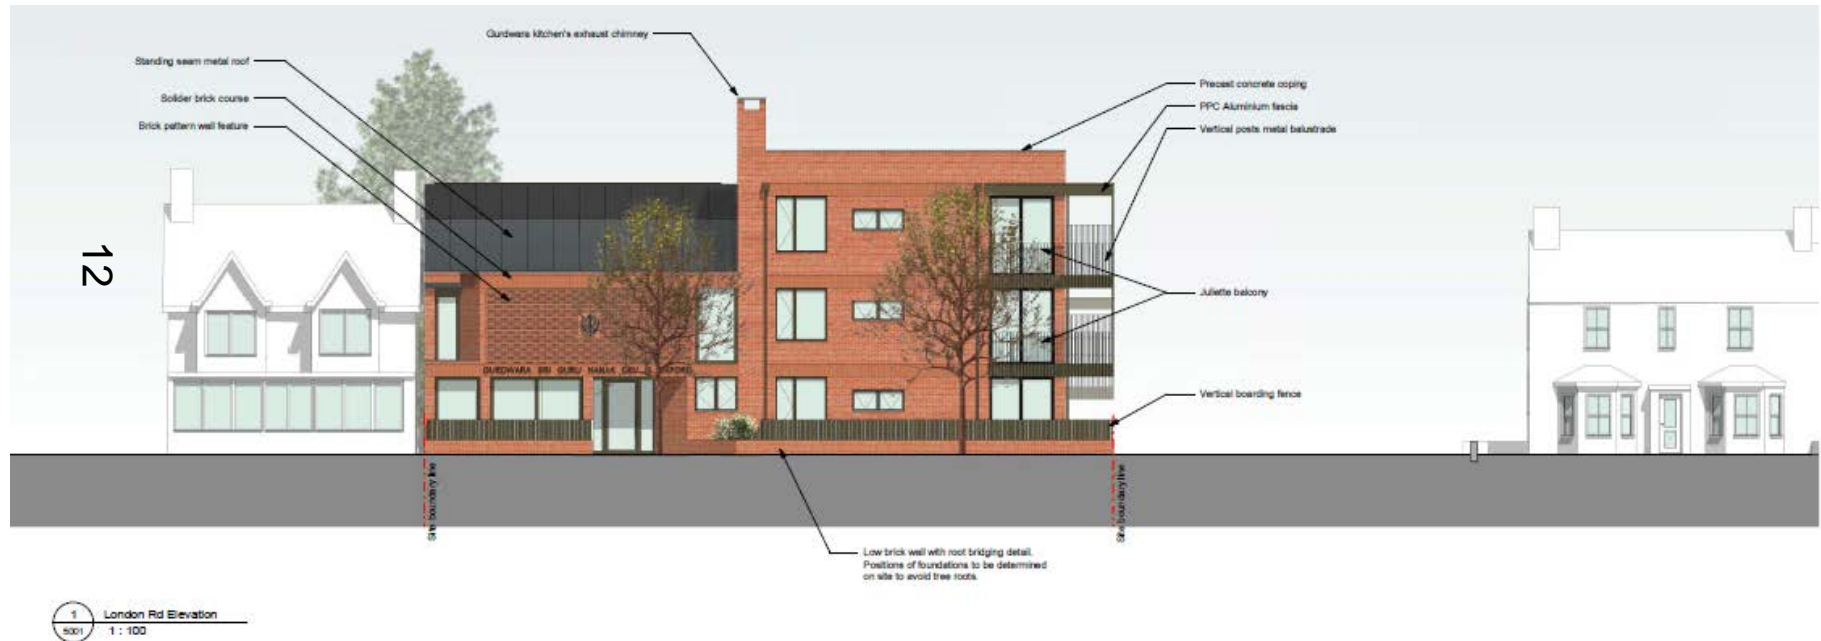 Gurdwara kitchen's exhaust chimney
Standing seam metal roof
Soldier brick course
Brick pattern wall feature
Precast concrete coping
PPC Aluminium fascia
Vertical posts metal balustrade
12
Juliette balcony
GURDWARA SRI GURU NANAK DEV JI OXFORD
Vertical boarding fence
Site boundary line
Site boundary line
Low brick wall with root bridging detail.
Positions of foundations to be determined
on site to avoid tree roots.
1
5001
London Rd Elevation
1 : 100